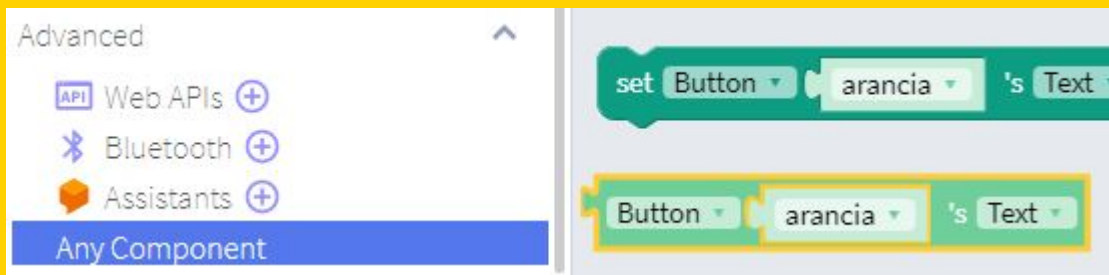 Advanced
API Web APIs
Bluetooth
Assistants
Any Component
set Button arancia 's Text
Button arancia 's Text